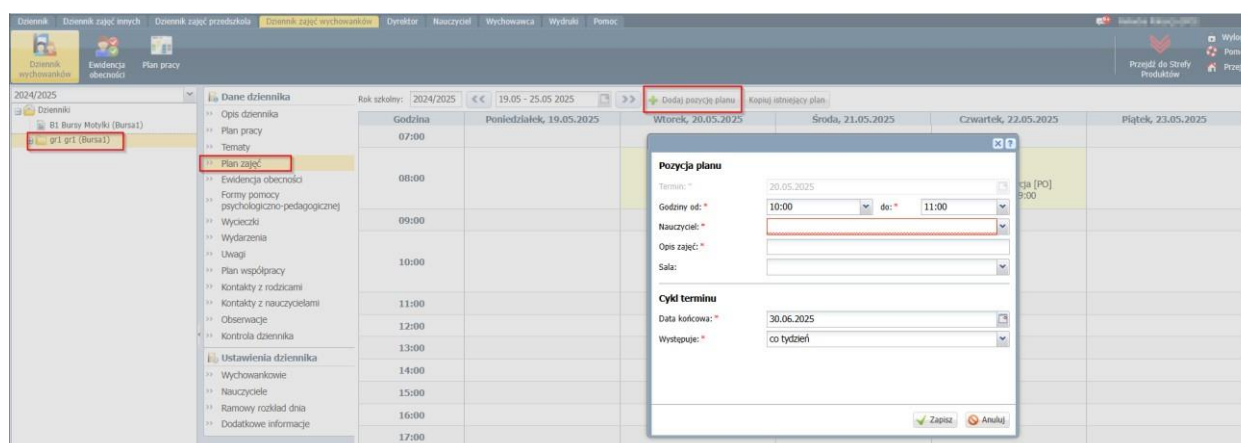 Dziennik Dziennik zajęć innych Dziennik zajęć przedszkola Dziennik zajęć wychowanków Dyrektor Nauczyciel Wychowawca Wydruki Pomoc
Dziennik wychowanków
Ewidencja obecności
Plan pracy
Przejdź do Strefy Produktów
2024/2025
Dzienniki
B1 Bursy Motylki (Bursa1)
gr1 gr1 (Bursa1)
Dane dziennika
Opis dziennika
Plan pracy
Tematy
Plan zajęć
Ewidencja obecności
Formy pomocy
psychologiczno-pedagogicznej
Wycieczki
Wydarzenia
Uwagi
Plan współpracy
Kontakty z rodzicami
Kontakty z nauczycielami
Obserwacje
Kontrola dziennika
Ustawienia dziennika
Wychowankowie
Nauczyciele
Ramowy rozkład dnia
Dodatkowe informacje
Rok szkolny: 2024/2025 << 19.05 - 25.05 2025 >> Dodaj pozycję planu Kopiuj istniejący plan
Godzina Poniedziałek, 19.05.2025 Wtorek, 20.05.2025 Środa, 21.05.2025 Czwartek, 22.05.2025 Piątek, 23.05.2025
07:00
08:00
09:00
10:00
11:00
12:00
13:00
14:00
15:00
16:00
17:00
cja [PO]
9:00
Pozycja planu
Termin: * 20.05.2025
Godziny od: * 10:00 do: * 11:00
Nauczyciel: *
Opis zajęć: *
Sala:
Cykl terminu
Data końcowa: * 30.06.2025
Występuje: * co tydzień
Zapisz Anuluj